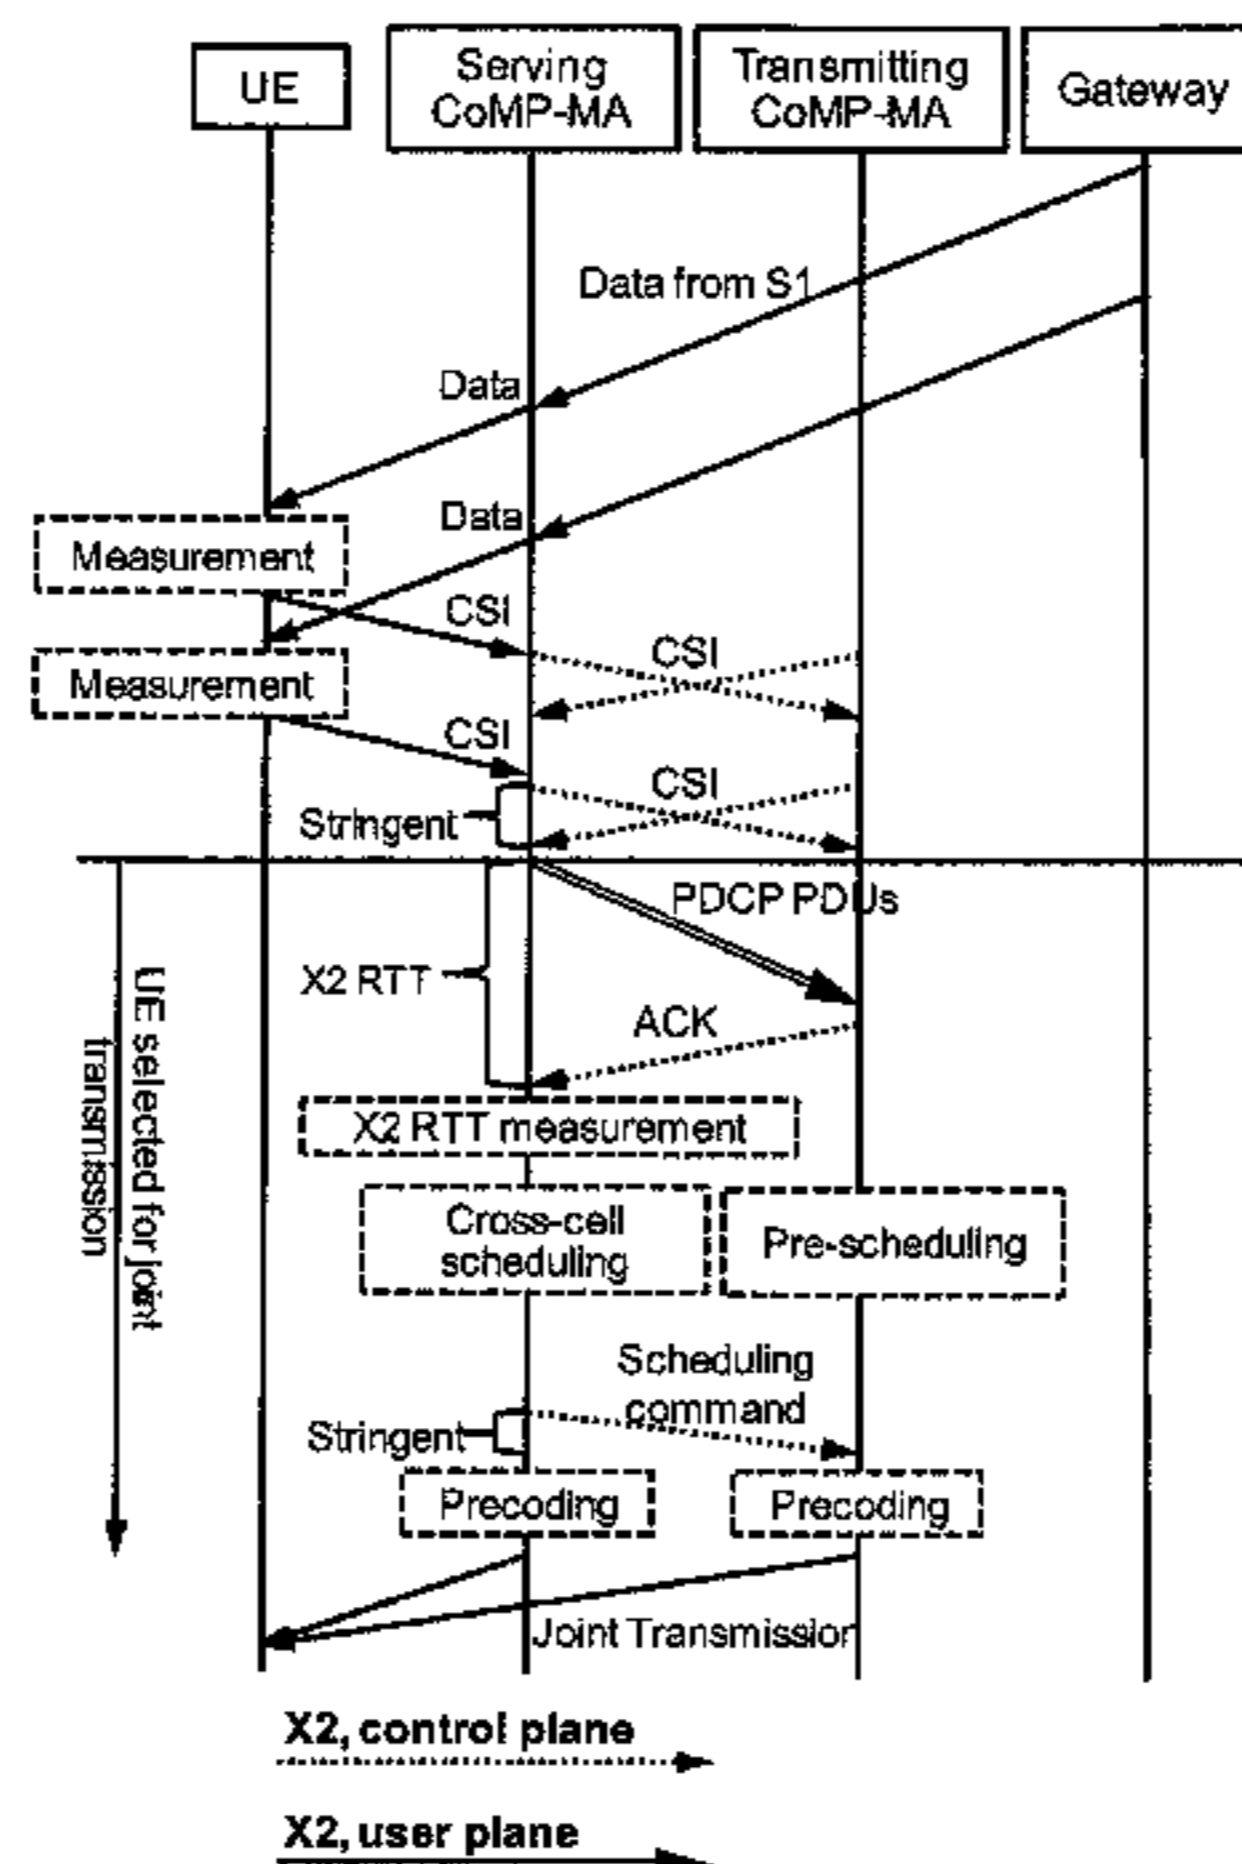 UE
Serving
CoMP-MA
Transmitting
CoMP-MA
Gateway
Data from S1
Data
Data
Measurement
CSI
CSI
Measurement
CSI
CSI
Stringent
PDCP PDUs
X2 RTT
ACK
UE selected for joint
transmission
X2 RTT measurement
Cross-cell
scheduling
Pre-scheduling
Scheduling
command
Stringent
Precoding
Precoding
Joint Transmission
X2, control plane
X2, user plane